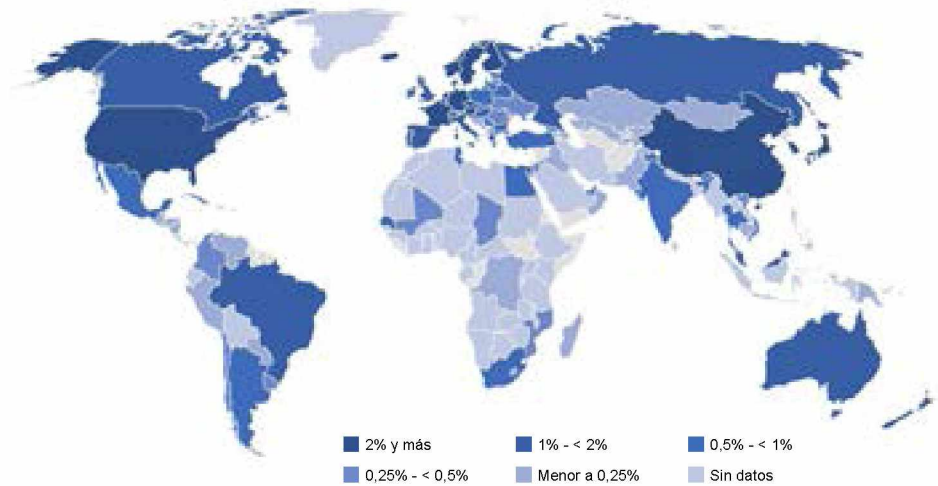 2% y más 1% - < 2% 0,5% - < 1%
0,25% - < 0,5% Menor a 0,25% Sin datos